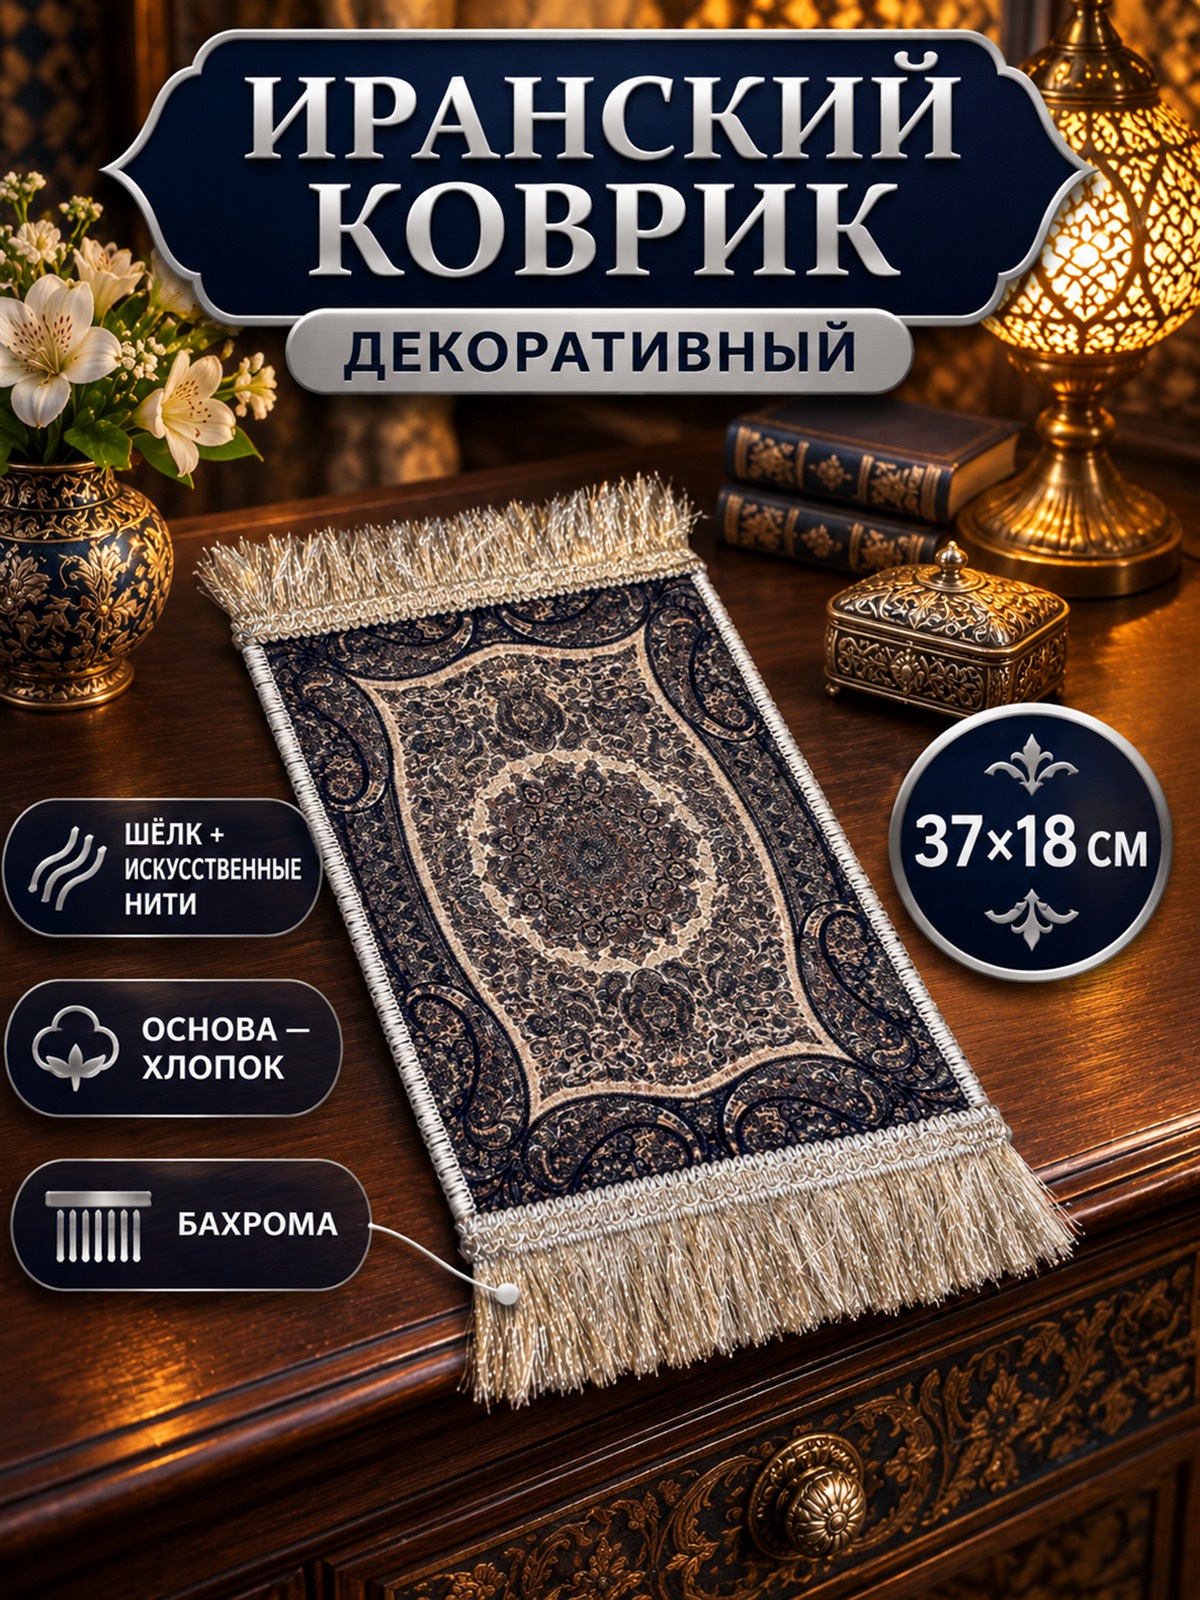 ИРАНСКИЙ
КОВРИК
ДЕКОРАТИВНЫЙ
ШЁЛК +
ИСКУССТВЕННЫЕ
НИТИ
37×18 СМ
ОСНОВА —
ХЛОПОК
БАХРОМА